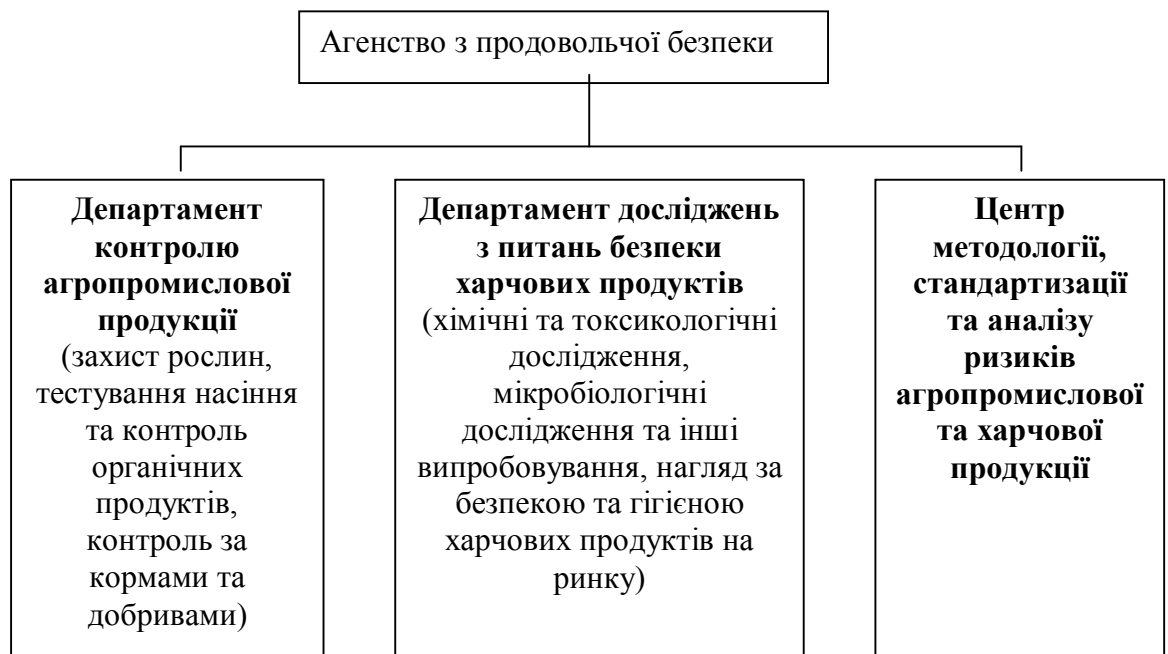 Агенство з продовольчої безпеки
Департамент
контролю
агропромислової
продукції
(захист рослин,
тестування насіння
та контроль
органічних
продуктів,
контроль за
кормами та
добривами)
Департамент досліджень
з питань безпеки
харчових продуктів
(хімічні та токсикологічні
дослідження,
мікробіологічні
дослідження та інші
випробовування, нагляд за
безпекою та гігієною
харчових продуктів на
ринку)
Центр
методології,
стандартизації
та аналізу
ризиків
агропромислової
та харчової
продукції